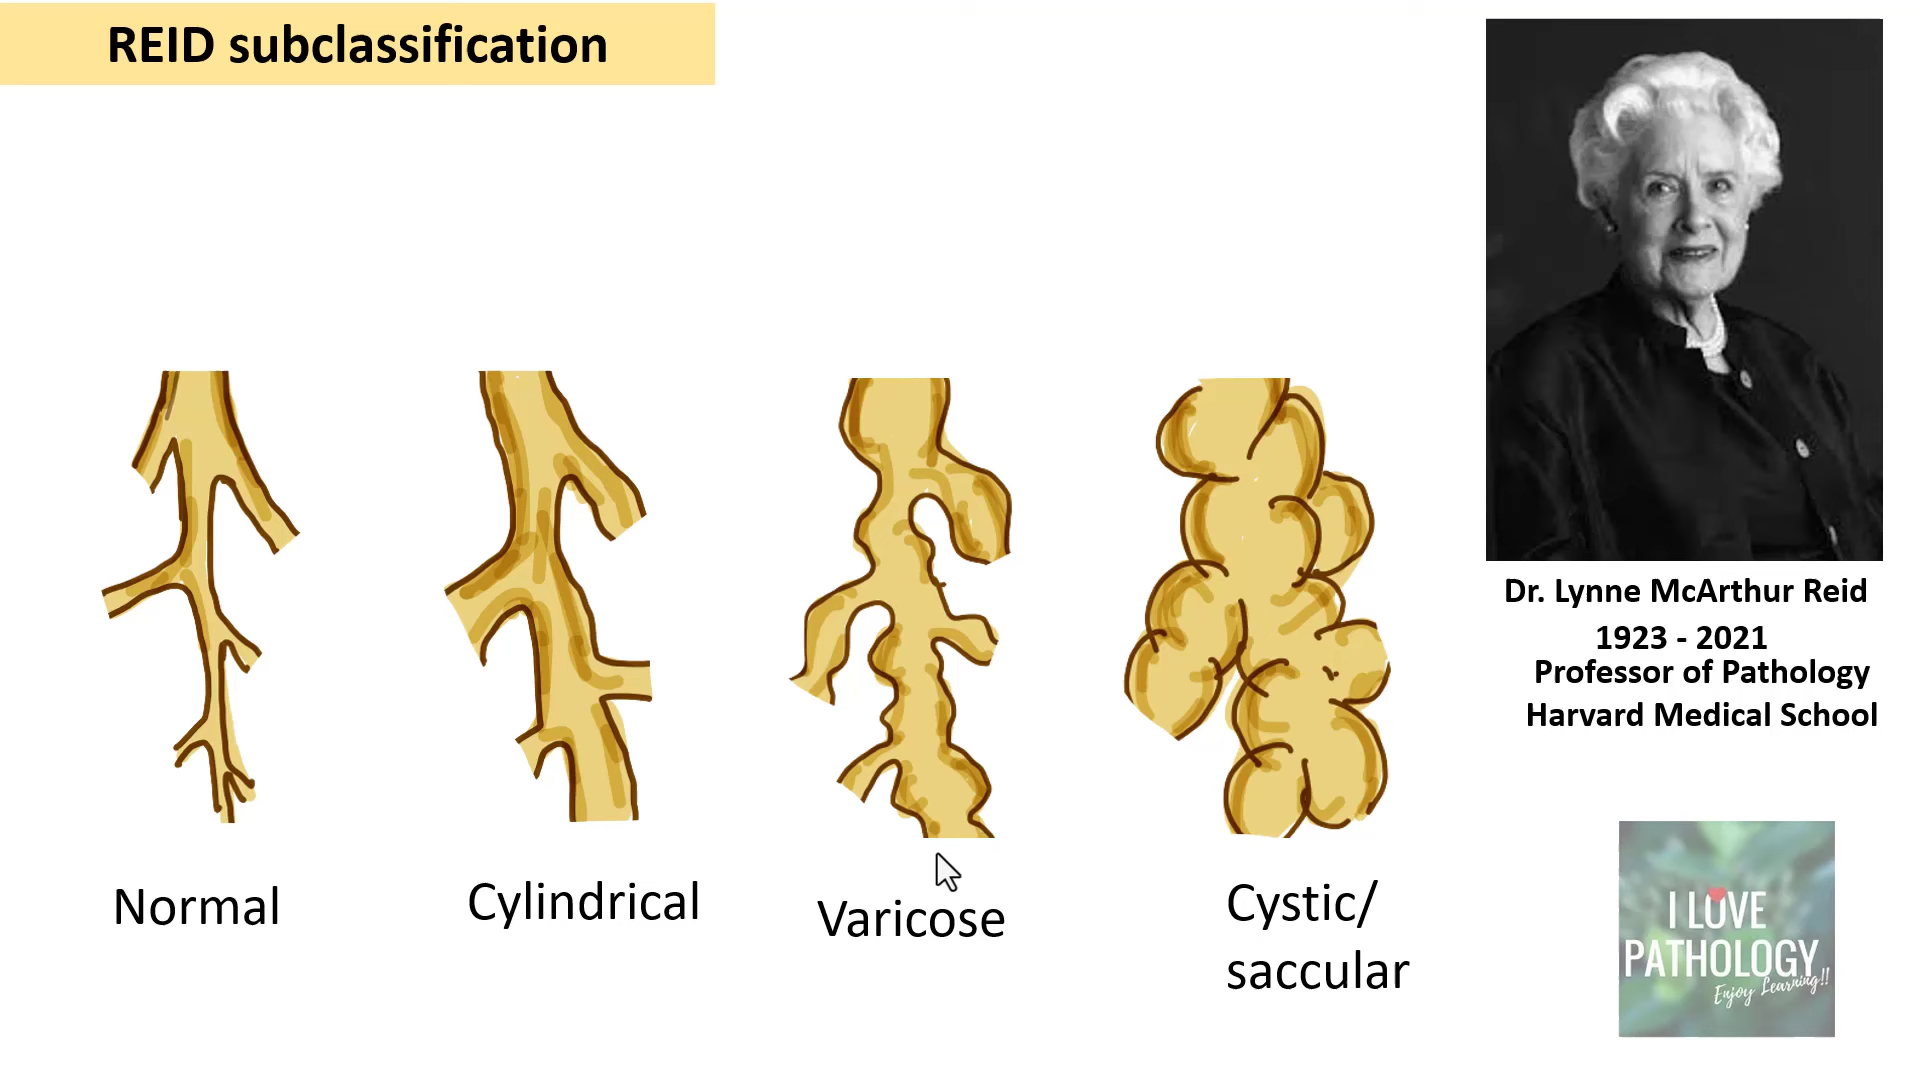 REID subclassification
Normal
Cylindrical
Varicose
Cystic/
saccular
Dr. Lynne McArthur Reid
1923 - 2021
Professor of Pathology
Harvard Medical School
I LOVE
PATHOLOGY
Enjoy Learning!!